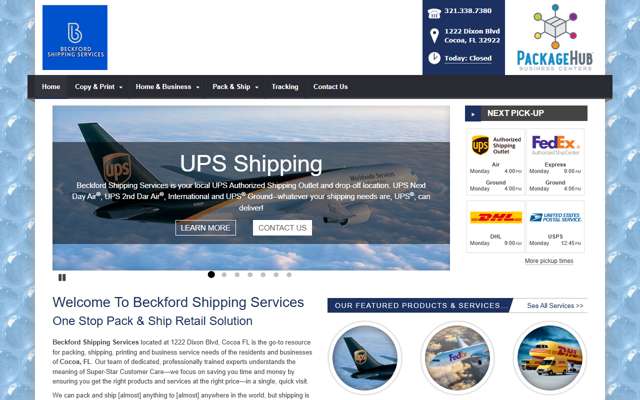 BECKFORD
SHIPPING SERVICES
321.338.7380
1222 Dixon Blvd
Cocoa, FL 32922
Today: Closed
PACKAGEHUB
BUSINESS CENTERS
Home Copy & Print Home & Business Pack & Ship Tracking Contact Us
ups
UPS Shipping
Beckford Shipping Services is your local UPS Authorized Shipping Outlet and drop-off location. UPS Next
Day Air®, UPS 2nd Dar Air®, International and UPS® Ground–whatever your shipping needs are, UPS®, can
deliver!
LEARN MORE CONTACT US
NEXT PICK-UP
ups Authorized Shipping Outlet
Air
Monday 4:00 PM
Ground
Monday 4:00 PM
FedEx
Authorized ShipCenter
Express
Monday 4:00 PM
Ground
Monday 4:00 PM
DHL
DHL
Monday 9:00 PM
UNITED STATES POSTAL SERVICE
USPS
Monday 12:45 PM
More pickup times
Welcome To Beckford Shipping Services
One Stop Pack & Ship Retail Solution
Beckford Shipping Services located at 1222 Dixon Blvd, Cocoa FL is the go-to resource
for packing, shipping, printing and business service needs of the residents and businesses
of Cocoa, FL. Our team of dedicated, professionally trained experts understands the
meaning of Super-Star Customer Care—we focus on saving you time and money by
ensuring you get the right products and services at the right price—in a single, quick visit.
We can pack and ship [almost] anything to [almost] anywhere in the world, but shipping is
OUR FEATURED PRODUCTS & SERVICES...
See All Services >>
ups
FedEx
DHL